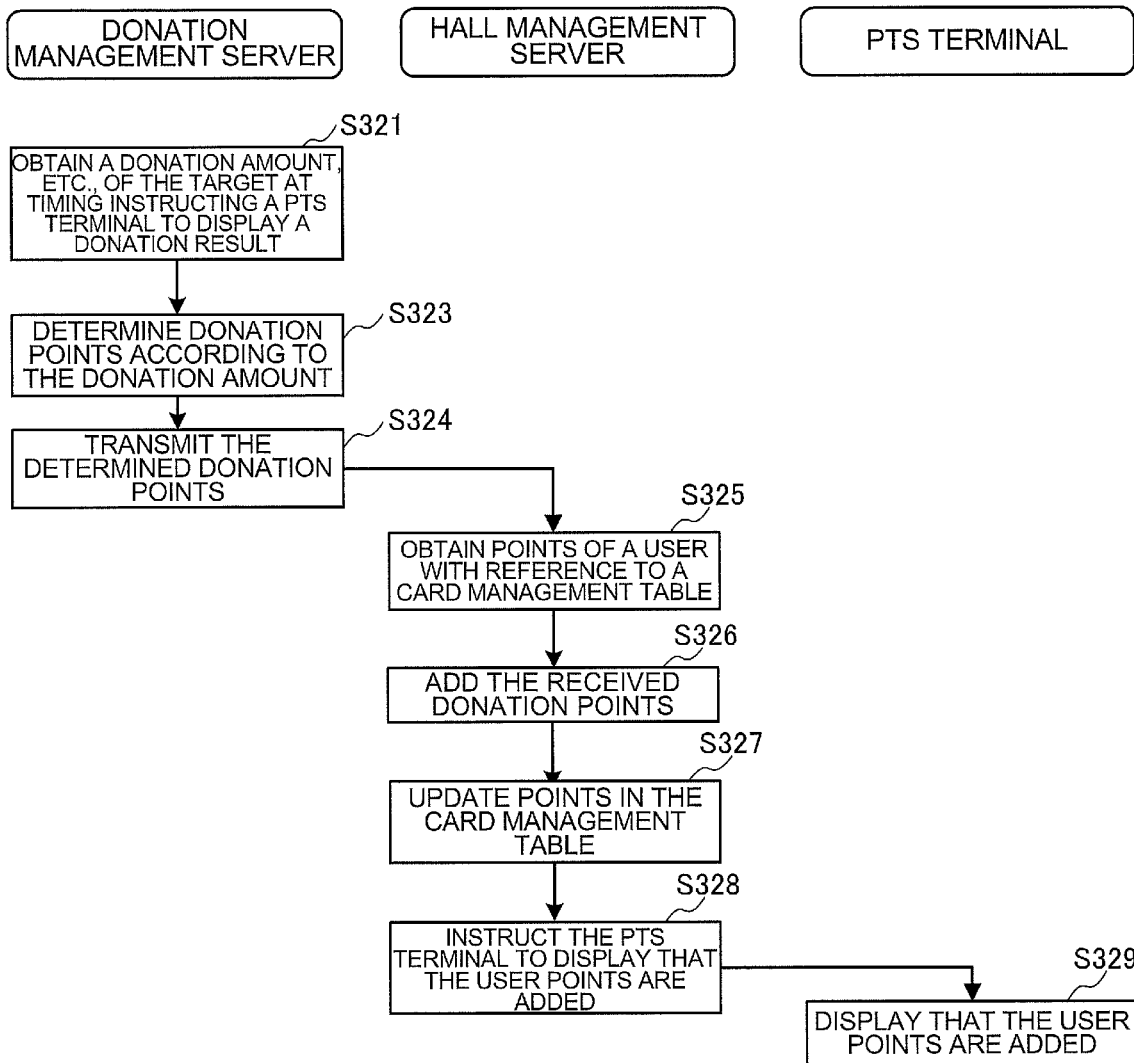 DONATION
MANAGEMENT SERVER
HALL MANAGEMENT
SERVER
PTS TERMINAL
S321
OBTAIN A DONATION AMOUNT,
ETC., OF THE TARGET AT
TIMING INSTRUCTING A PTS
TERMINAL TO DISPLAY A
DONATION RESULT
S323
DETERMINE DONATION
POINTS ACCORDING TO
THE DONATION AMOUNT
S324
TRANSMIT THE
DETERMINED DONATION
POINTS
S325
OBTAIN POINTS OF A USER
WITH REFERENCE TO A
CARD MANAGEMENT TABLE
S326
ADD THE RECEIVED
DONATION POINTS
S327
UPDATE POINTS IN THE
CARD MANAGEMENT
TABLE
S328
INSTRUCT THE PTS
TERMINAL TO DISPLAY THAT
THE USER POINTS ARE
ADDED
S329
DISPLAY THAT THE USER
POINTS ARE ADDED